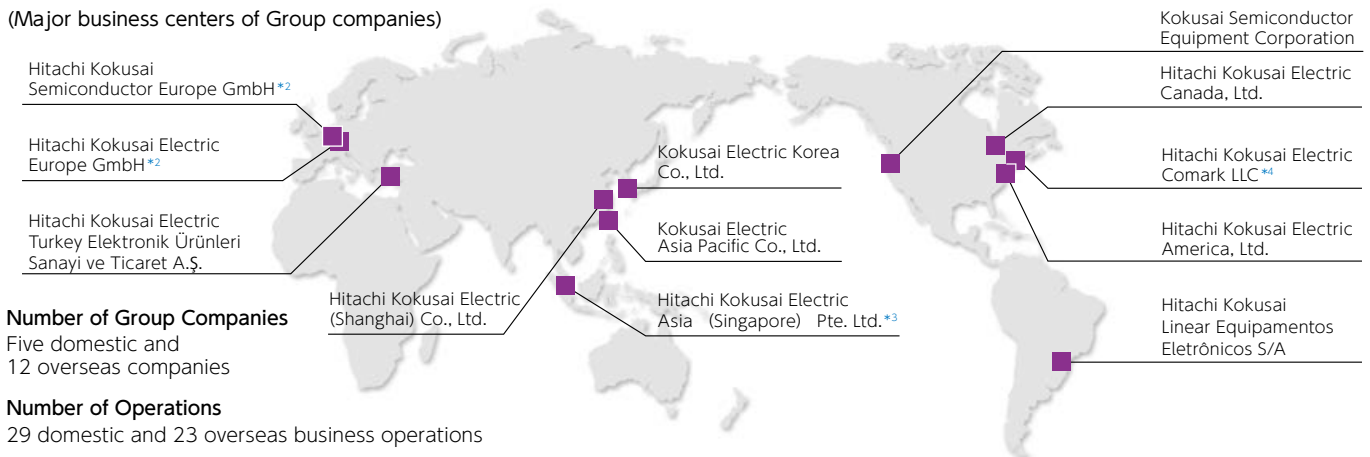 (Major business centers of Group companies)
Hitachi Kokusai
Semiconductor Europe GmbH*2
Hitachi Kokusai Electric
Europe GmbH*2
Hitachi Kokusai Electric
Turkey Elektronik Ürünleri
Sanayi ve Ticaret A.Ş.
Number of Group Companies
Five domestic and
12 overseas companies
Number of Operations
29 domestic and 23 overseas business operations
Hitachi Kokusai Electric
(Shanghai) Co., Ltd.
Kokusai Electric Korea
Co., Ltd.
Kokusai Electric
Asia Pacific Co., Ltd.
Hitachi Kokusai Electric
Asia (Singapore) Pte. Ltd.*3
Kokusai Semiconductor
Equipment Corporation
Hitachi Kokusai Electric
Canada, Ltd.
Hitachi Kokusai Electric
Comark LLC*4
Hitachi Kokusai Electric
America, Ltd.
Hitachi Kokusai
Linear Equipamentos
Eletrônicos S/A